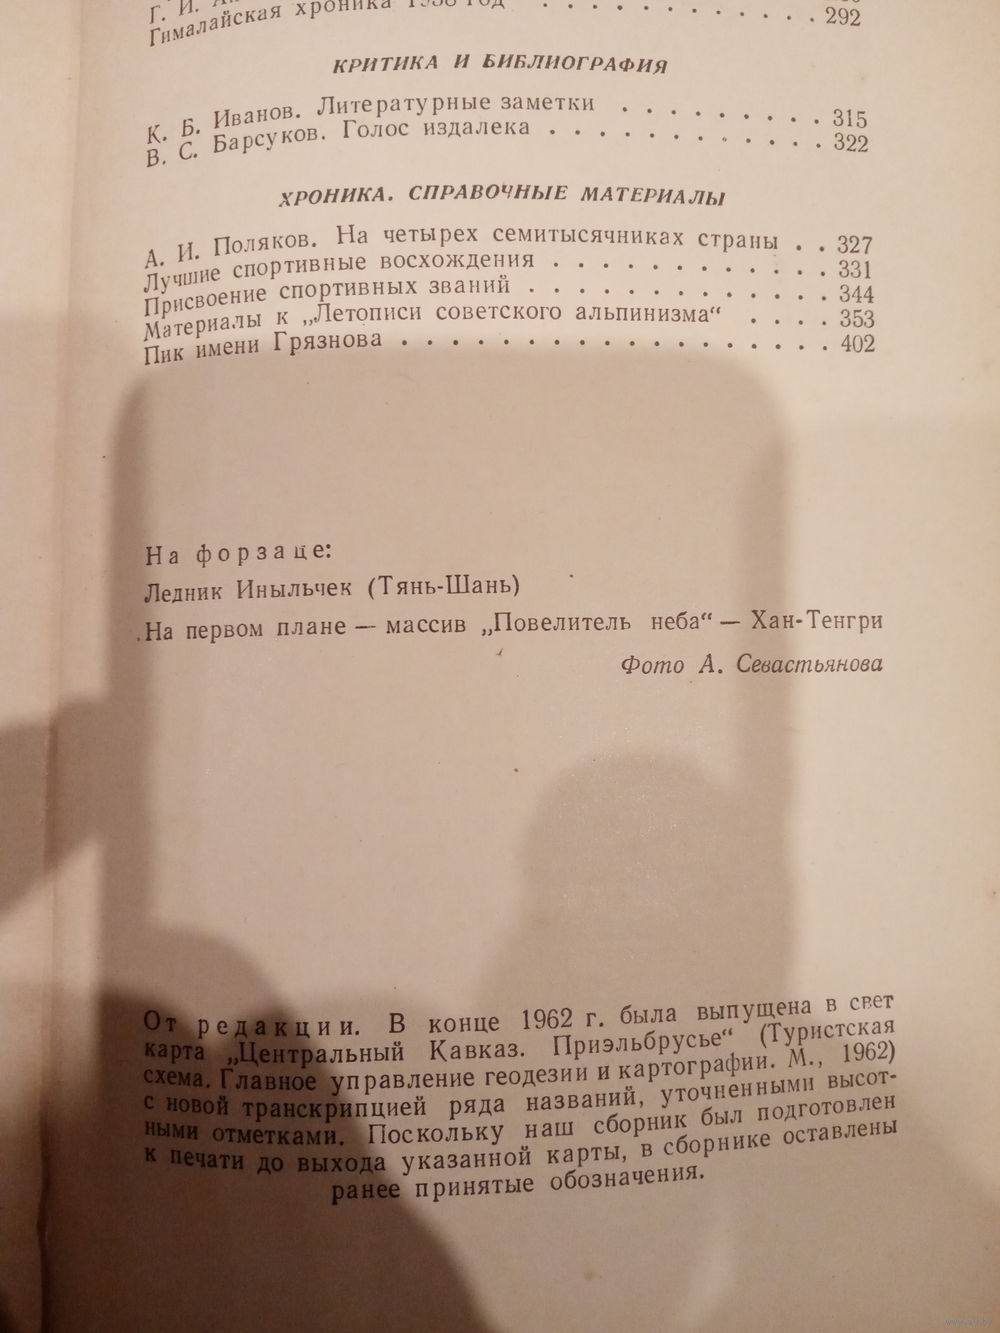 Г. И.
Гималайская хроника 1958 год . . . . . . . . . . . . 292
КРИТИКА И БИБЛИОГРАФИЯ
К. Б. Иванов. Литературные заметки . . . . . . . . . 315
В. С. Барсуков. Голос издалека . . . . . . . . . . . 322
ХРОНИКА. СПРАВОЧНЫЕ МАТЕРИАЛЫ
А. И. Поляков. На четырех семитысячниках страны . . 327
Лучшие спортивные восхождения . . . . . . . . . . . 331
Присвоение спортивных званий . . . . . . . . . . . . 344
Материалы к „Летописи советского альпинизма“ . . . . 353
Пик имени Грязнова . . . . . . . . . . . . . . . . . 402
На форзаце:
Ледник Иныльчек (Тянь-Шань)
На первом плане — массив „Повелитель неба“ — Хан-Тенгри
Фото А. Севастьянова
От редакции. В конце 1962 г. была выпущена в свет
карта „Центральный Кавказ. Приэльбрусье“ (Туристская
схема. Главное управление геодезии и картографии. М., 1962)
с новой транскрипцией ряда названий, уточненными высот-
ными отметками. Поскольку наш сборник был подготовлен
к печати до выхода указанной карты, в сборнике оставлены
ранее принятые обозначения.